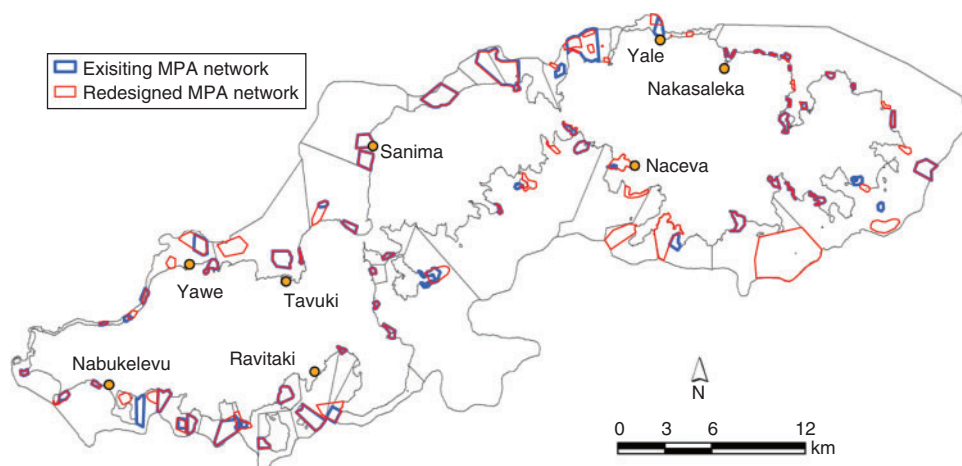 Exisiting MPA network
Redesigned MPA network
Yale
Nakasaleka
Sanima
Naceva
Yawe
Tavuki
Nabukelevu
Ravitaki
N
0 3 6 12
km